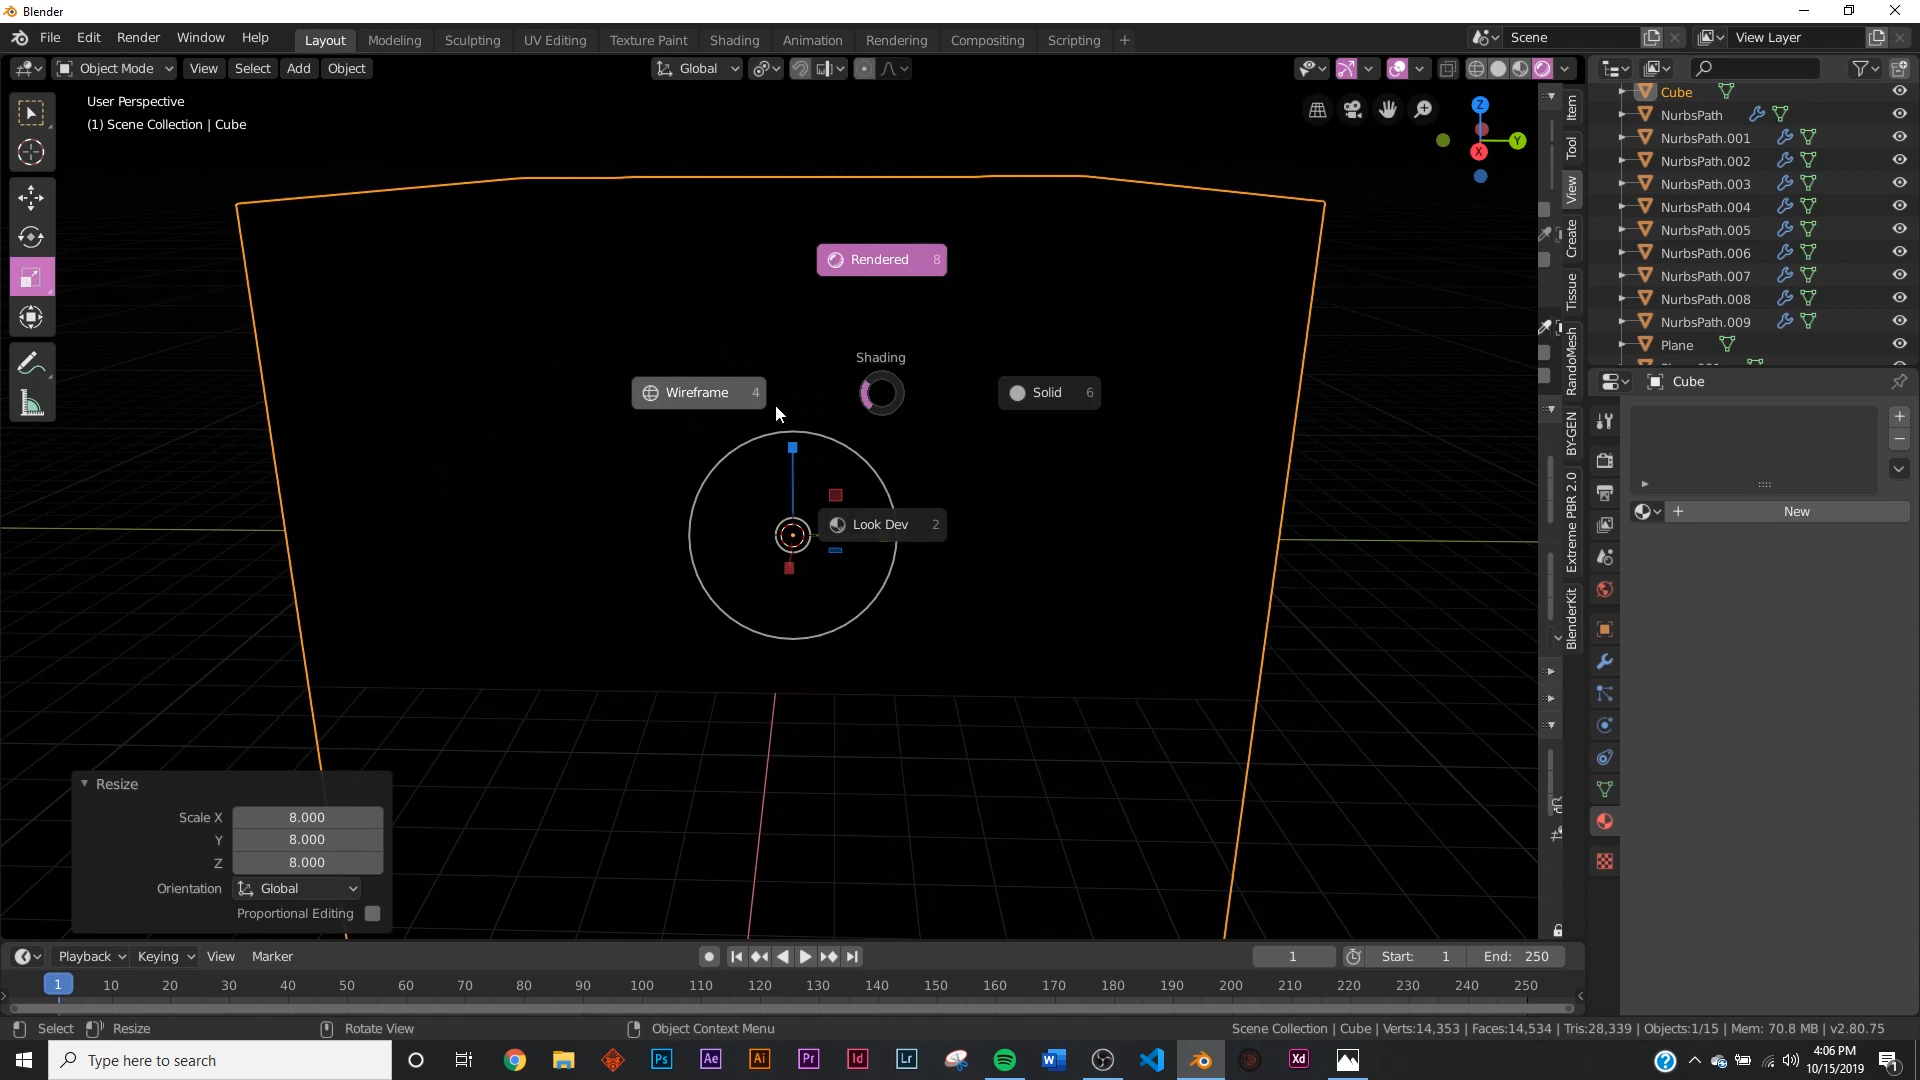 Blender
File Edit Render Window Help
Layout Modeling Sculpting UV Editing Texture Paint Shading Animation Rendering Compositing Scripting +
Scene
View Layer
Object Mode View Select Add Object
Global
User Perspective
(1) Scene Collection | Cube
Z
Y
X
Item
Tool
View
Create
Tissue
RandoMesh
BY-GEN
Extreme PBR 2.0
BlenderKit
Cube
NurbsPath
NurbsPath.001
NurbsPath.002
NurbsPath.003
NurbsPath.004
NurbsPath.005
NurbsPath.006
NurbsPath.007
NurbsPath.008
NurbsPath.009
Plane
Cube
New
Rendered 8
Shading
Wireframe 4
Solid 6
Look Dev 2
Resize
Scale X 8.000
Y 8.000
Z 8.000
Orientation Global
Proportional Editing
Playback Keying View Marker
1
Start: 1 End: 250
1 10 20 30 40 50 60 70 80 90 100 110 120 130 140 150 160 170 180 190 200 210 220 230 240 250
Select Resize Rotate View Object Context Menu
Scene Collection | Cube | Verts:14,353 | Faces:14,534 | Tris:28,339 | Objects:1/15 | Mem: 70.8 MB | v2.80.75
Type here to search
Ps Ae Ai Pr Id Lr Xd
4:06 PM
10/15/2019
1